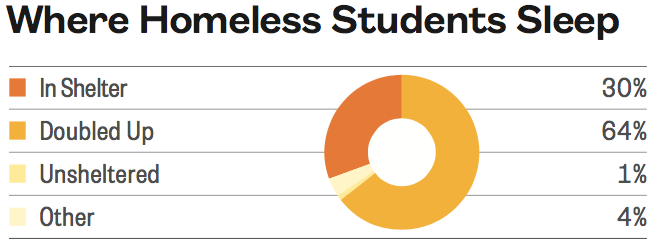 Where Homeless Students Sleep
In Shelter 30%
Doubled Up 64%
Unsheltered 1%
Other 4%